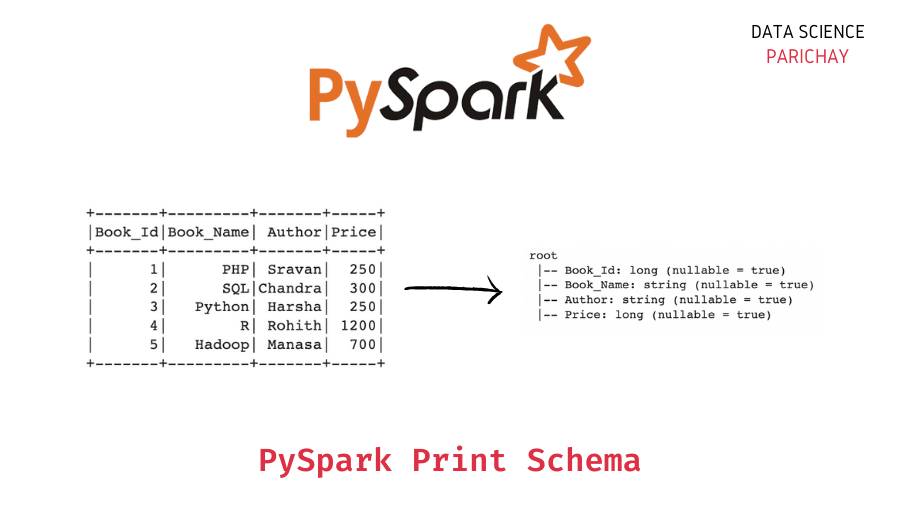 DATA SCIENCE
PARICHAY
PySpark
+-------+---------+-------+-----+
|Book_Id|Book_Name| Author|Price|
+-------+---------+-------+-----+
|      1|      PHP| Sravan|  250|
|      2|      SQL|Chandra|  300|
|      3|   Python| Harsha|  250|
|      4|        R| Rohith| 1200|
|      5|   Hadoop| Manasa|  700|
+-------+---------+-------+-----+
root
 |-- Book_Id: long (nullable = true)
 |-- Book_Name: string (nullable = true)
 |-- Author: string (nullable = true)
 |-- Price: long (nullable = true)
PySpark Print Schema